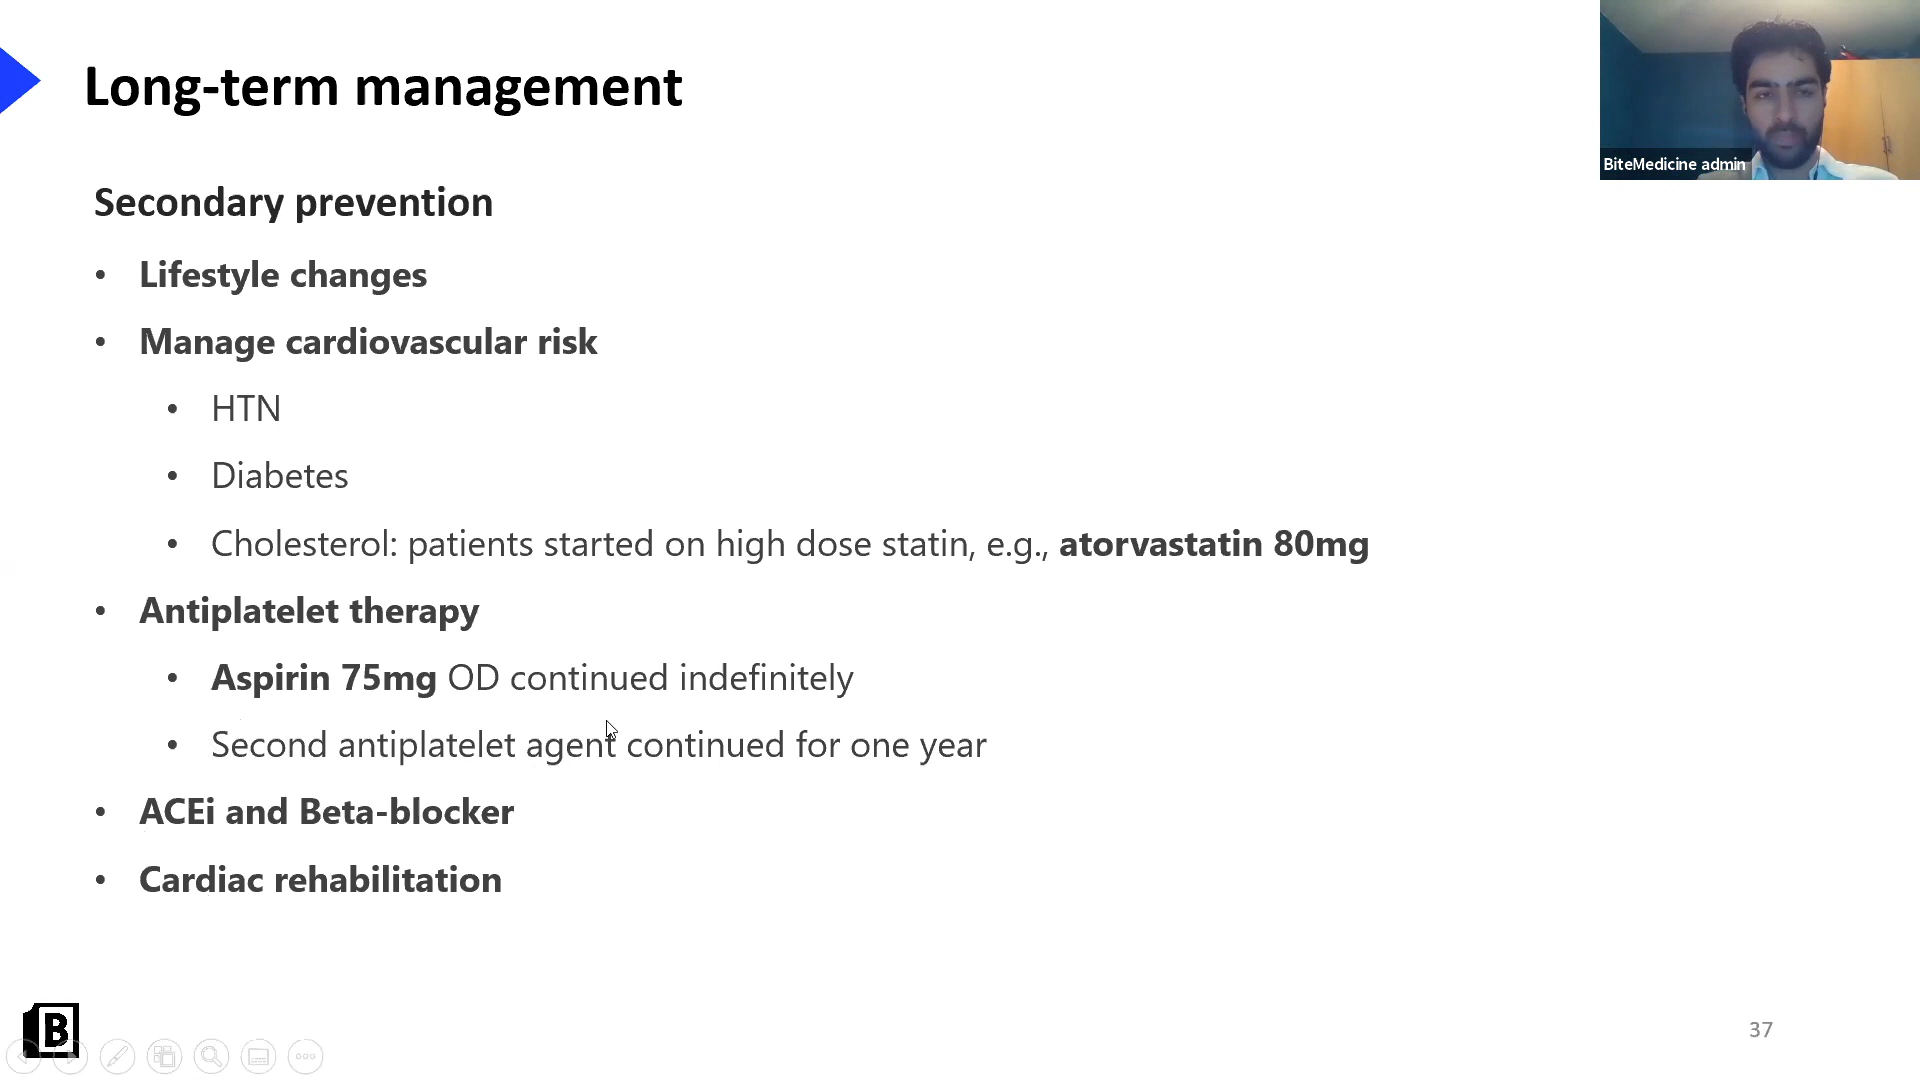 Long-term management
BiteMedicine admin
Secondary prevention
• Lifestyle changes
• Manage cardiovascular risk
• HTN
• Diabetes
• Cholesterol: patients started on high dose statin, e.g., atorvastatin 80mg
• Antiplatelet therapy
• Aspirin 75mg OD continued indefinitely
• Second antiplatelet agent continued for one year
• ACEi and Beta-blocker
• Cardiac rehabilitation
B
37